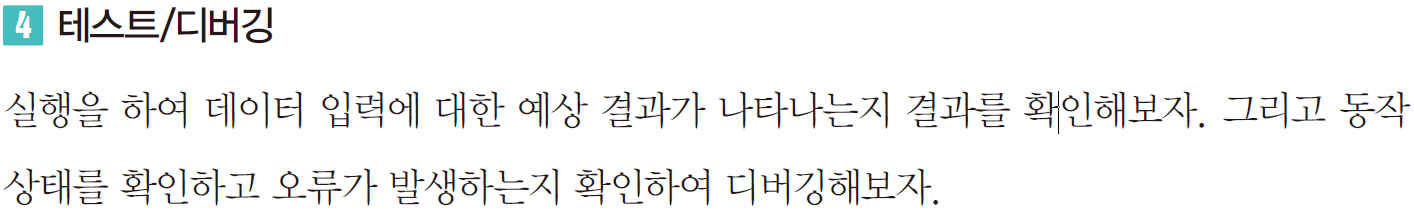 4 테스트/디버깅
실행을 하여 데이터 입력에 대한 예상 결과가 나타나는지 결과를 확인해보자. 그리고 동작
상태를 확인하고 오류가 발생하는지 확인하여 디버깅해보자.